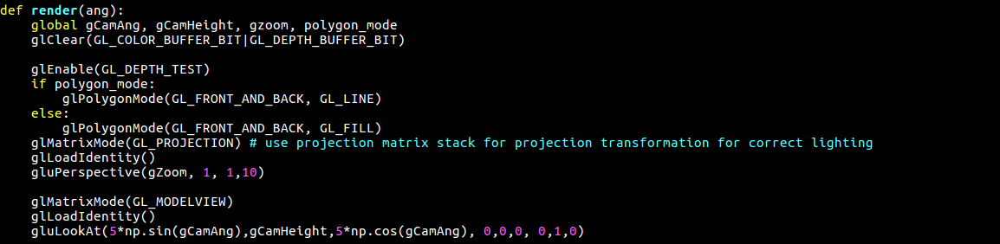 def render(ang):
    global gCamAng, gCamHeight, gzoom, polygon_mode
    glClear(GL_COLOR_BUFFER_BIT|GL_DEPTH_BUFFER_BIT)

    glEnable(GL_DEPTH_TEST)
    if polygon_mode:
        glPolygonMode(GL_FRONT_AND_BACK, GL_LINE)
    else:
        glPolygonMode(GL_FRONT_AND_BACK, GL_FILL)
    glMatrixMode(GL_PROJECTION) # use projection matrix stack for projection transformation for correct lighting
    glLoadIdentity()
    gluPerspective(gZoom, 1, 1,10)

    glMatrixMode(GL_MODELVIEW)
    glLoadIdentity()
    gluLookAt(5*np.sin(gCamAng),gCamHeight,5*np.cos(gCamAng), 0,0,0, 0,1,0)